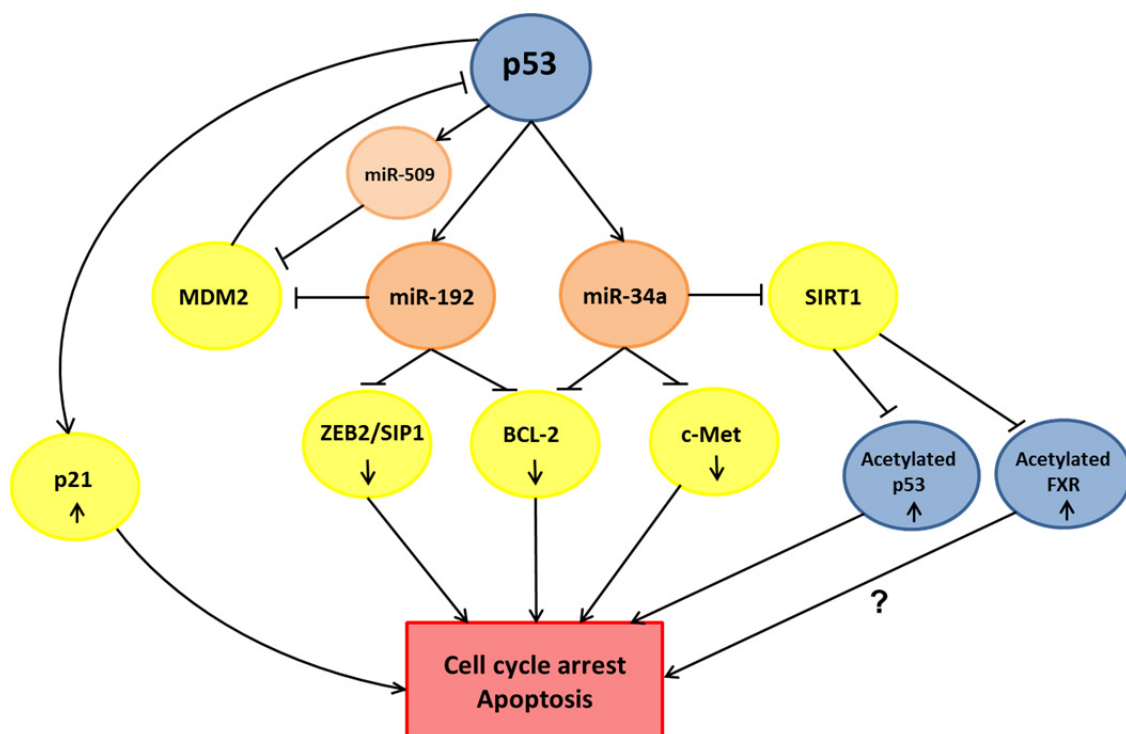 p53
miR-509
MDM2
miR-192
miR-34a
SIRT1
ZEB2/SIP1
BCL-2
c-Met
p21
Acetylated
p53
Acetylated
FXR
?
Cell cycle arrest
Apoptosis